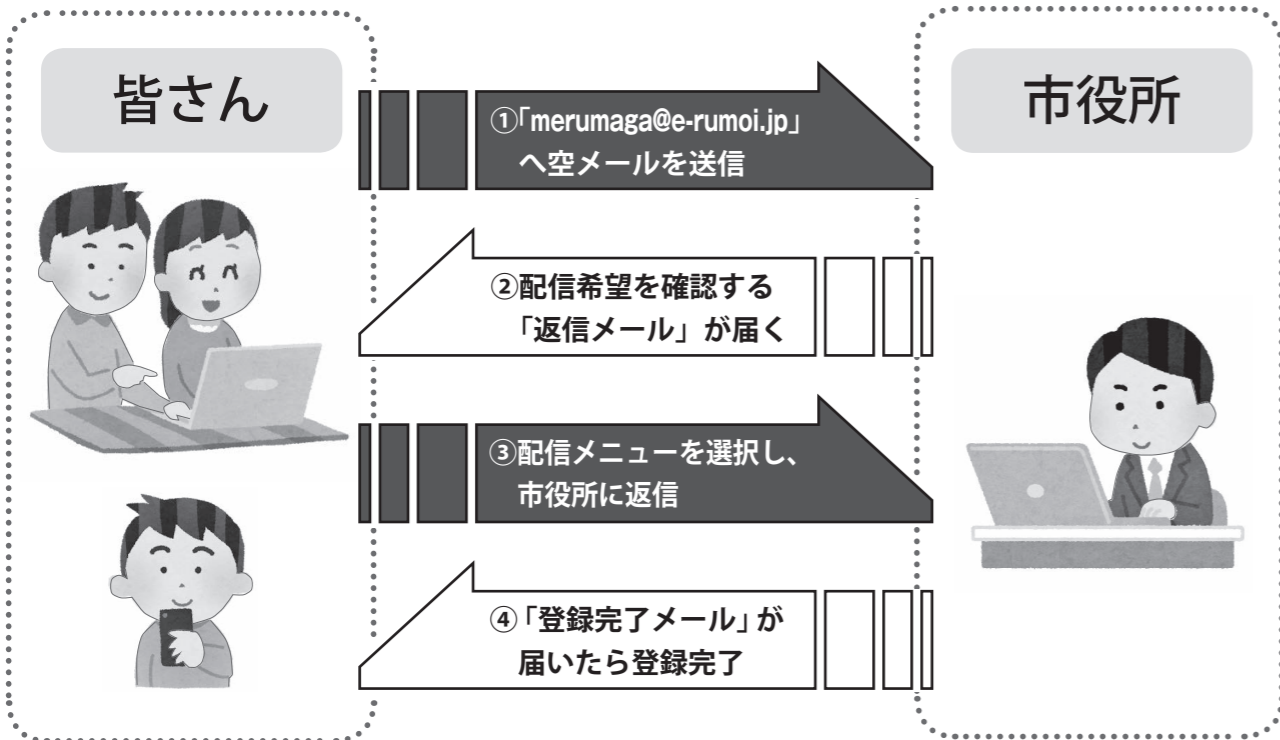 皆さん
市役所
①「merumaga@e-rumoi.jp」
へ空メールを送信
②配信希望を確認する
「返信メール」が届く
③配信メニューを選択し、
市役所に返信
④「登録完了メール」が
届いたら登録完了